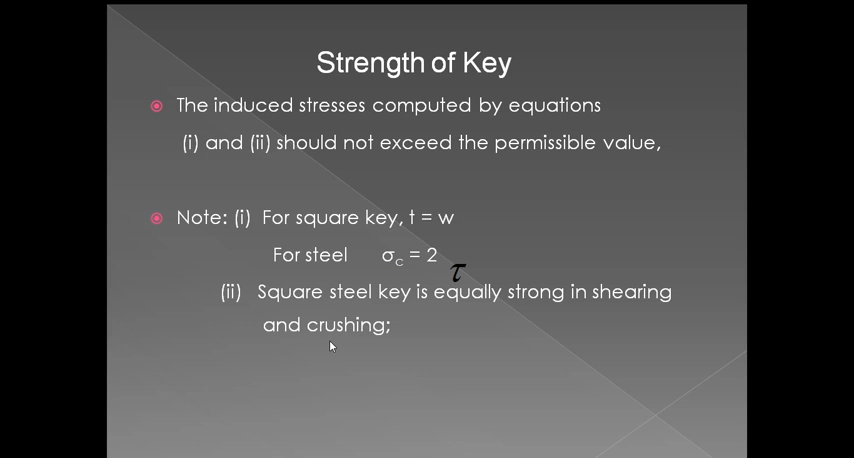 Strength of Key
The induced stresses computed by equations
(i) and (ii) should not exceed the permissible value,
Note: (i) For square key, t = w
For steel σc = 2 τ
(ii) Square steel key is equally strong in shearing
and crushing;